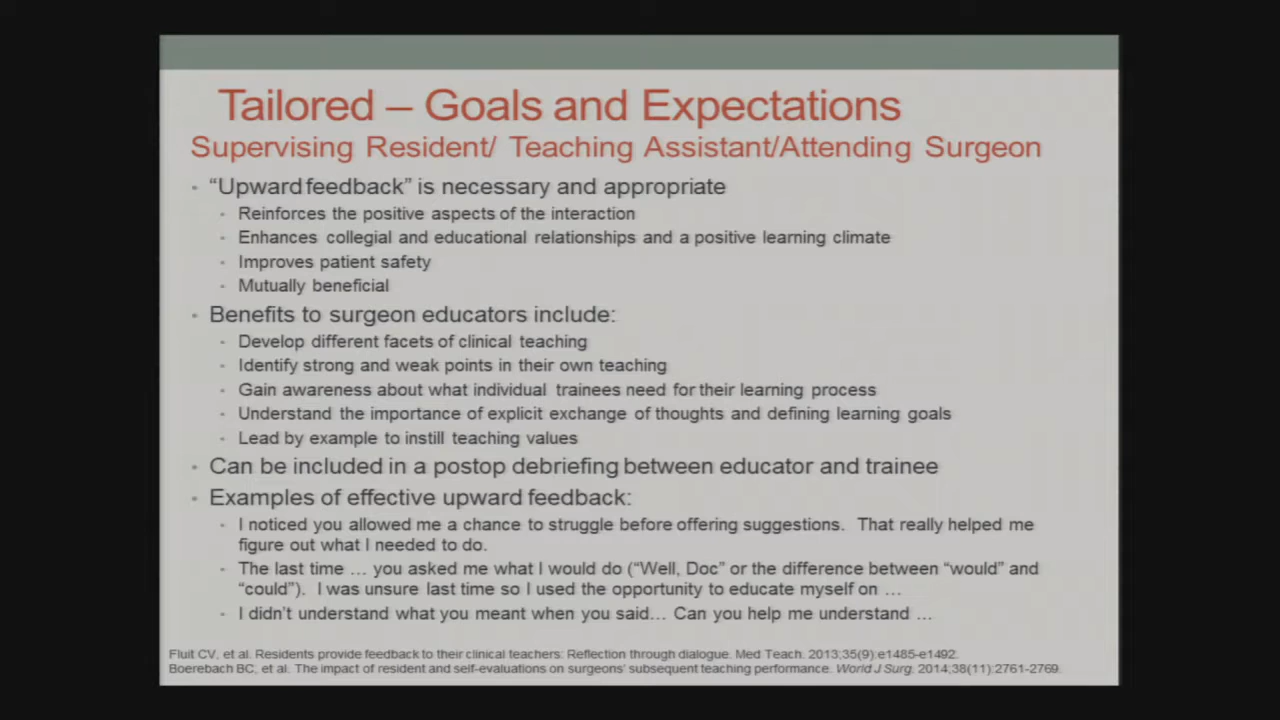 Tailored – Goals and Expectations
Supervising Resident/ Teaching Assistant/Attending Surgeon
“Upward feedback” is necessary and appropriate
Reinforces the positive aspects of the interaction
Enhances collegial and educational relationships and a positive learning climate
Improves patient safety
Mutually beneficial
Benefits to surgeon educators include:
Develop different facets of clinical teaching
Identify strong and weak points in their own teaching
Gain awareness about what individual trainees need for their learning process
Understand the importance of explicit exchange of thoughts and defining learning goals
Lead by example to instill teaching values
Can be included in a postop debriefing between educator and trainee
Examples of effective upward feedback:
I noticed you allowed me a chance to struggle before offering suggestions. That really helped me
figure out what I needed to do.
The last time … you asked me what I would do (“Well, Doc” or the difference between “would” and
“could”). I was unsure last time so I used the opportunity to educate myself on …
I didn’t understand what you meant when you said… Can you help me understand …
Fluit CV, et al. Residents provide feedback to their clinical teachers: Reflection through dialogue. Med Teach. 2013;35(9):e1485-e1492.
Boerebach BC, et al. The impact of resident and self-evaluations on surgeons’ subsequent teaching performance. World J Surg. 2014;38(11):2761-2769.